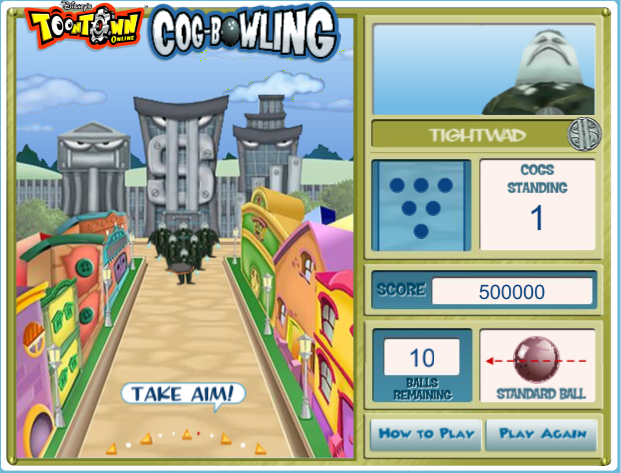 Disney's
TOONTOWN
ONLINE
COG-BOWLING
TIGHTWAD
COGS
STANDING
1
SCORE
500000
10
BALLS
REMAINING
STANDARD BALL
TAKE AIM!
HOW TO PLAY
PLAY AGAIN